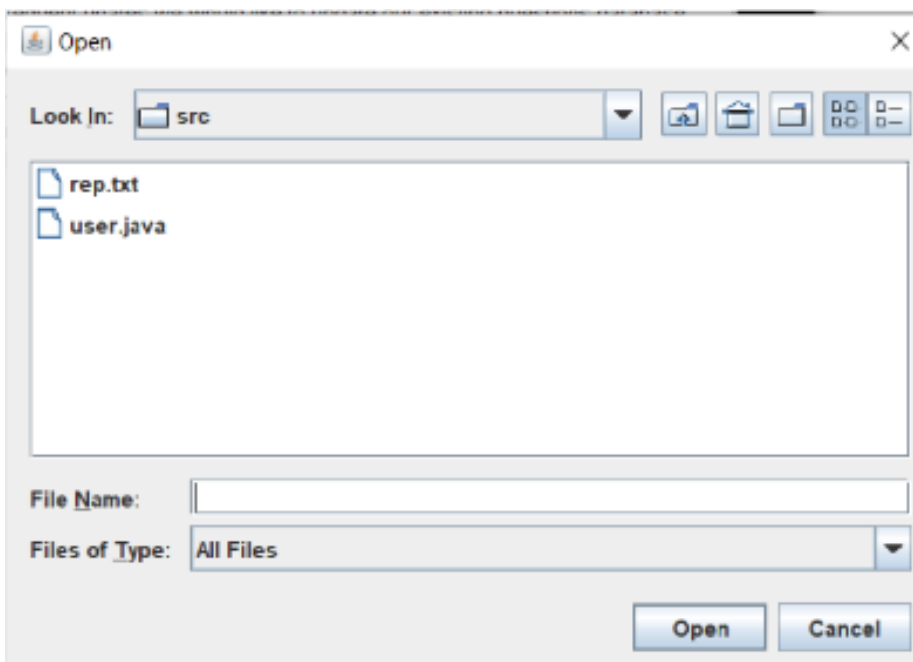 Open
Look In: src
rep.txt
user.java
File Name:
Files of Type: All Files
Open Cancel